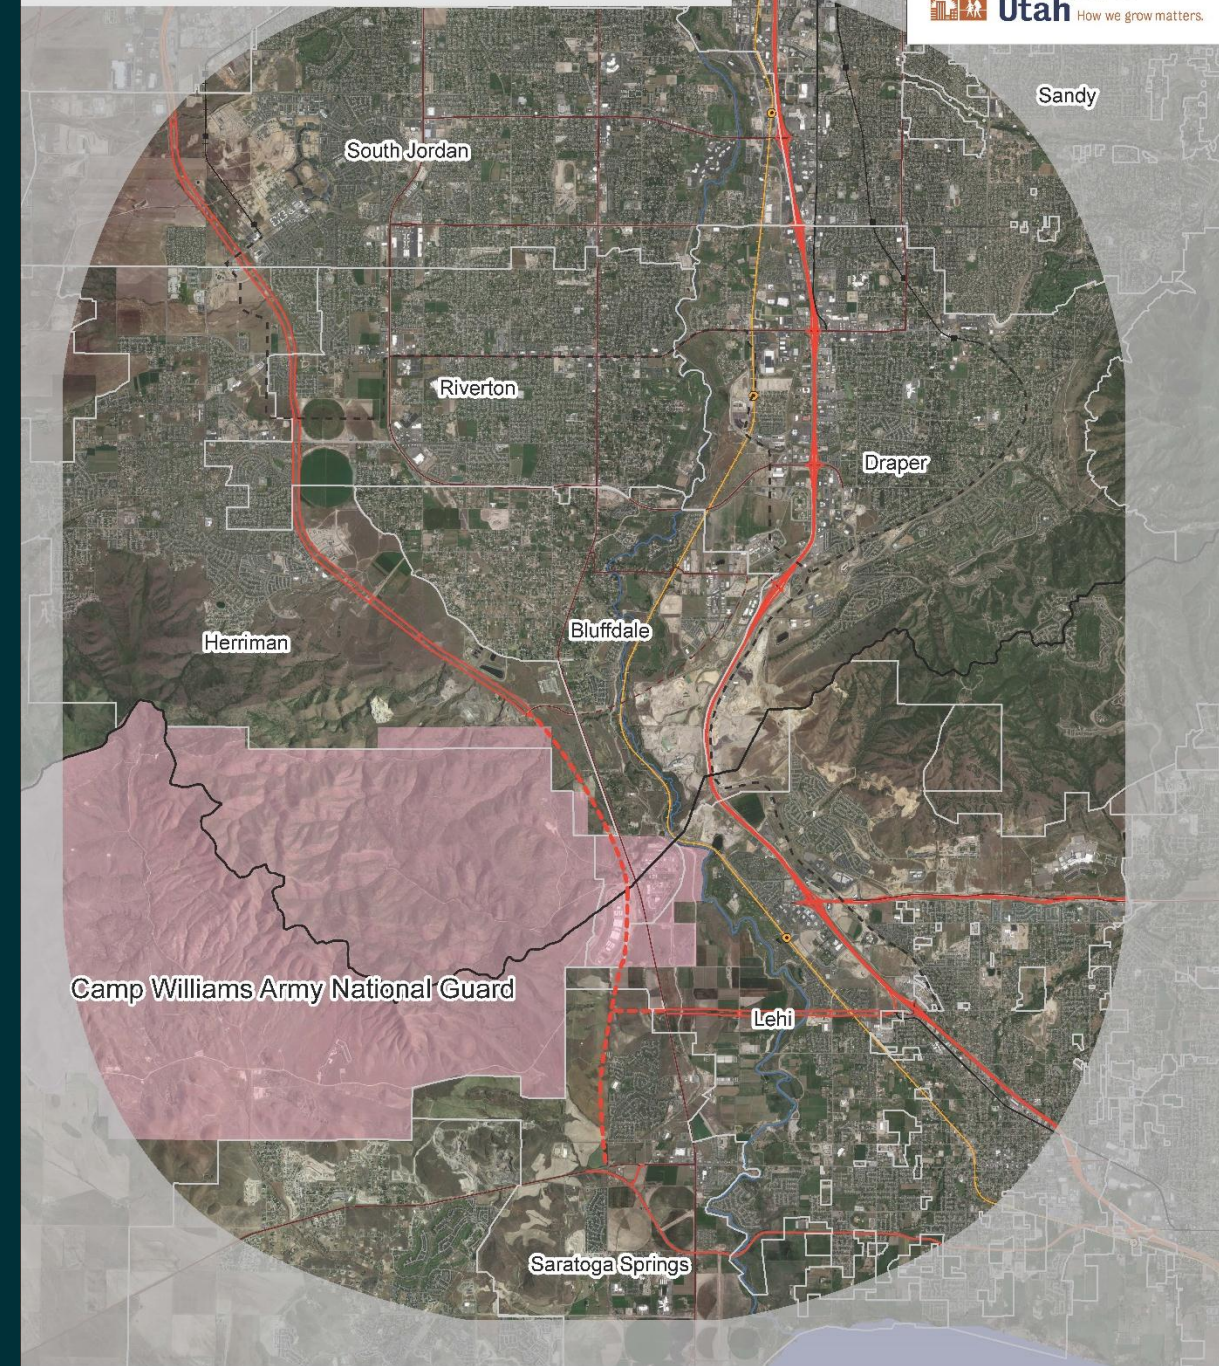 Utah How we grow matters.
Sandy
South Jordan
Riverton
Draper
Bluffdale
Herriman
Camp Williams Army National Guard
Lehi
Saratoga Springs